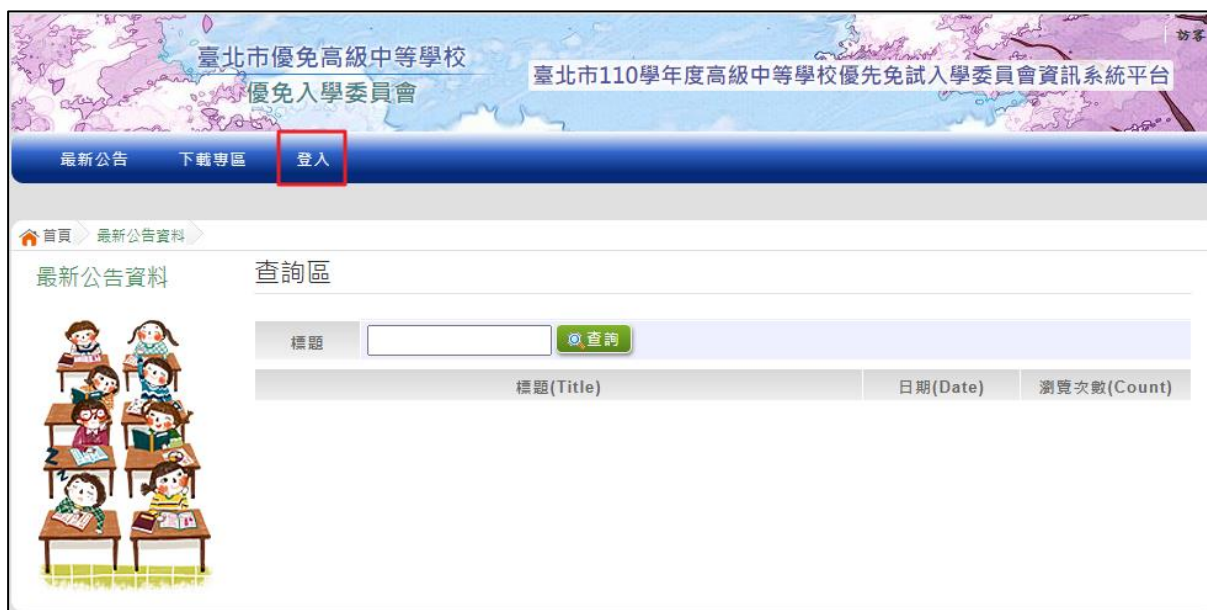 訪客
臺北市優免高級中等學校
優免入學委員會
臺北市110學年度高級中等學校優先免試入學委員會資訊系統平台
最新公告 下載專區 登入
首頁 最新公告資料
最新公告資料
查詢區
標題 查詢
標題(Title) 日期(Date) 瀏覽次數(Count)
Z
Z
Z